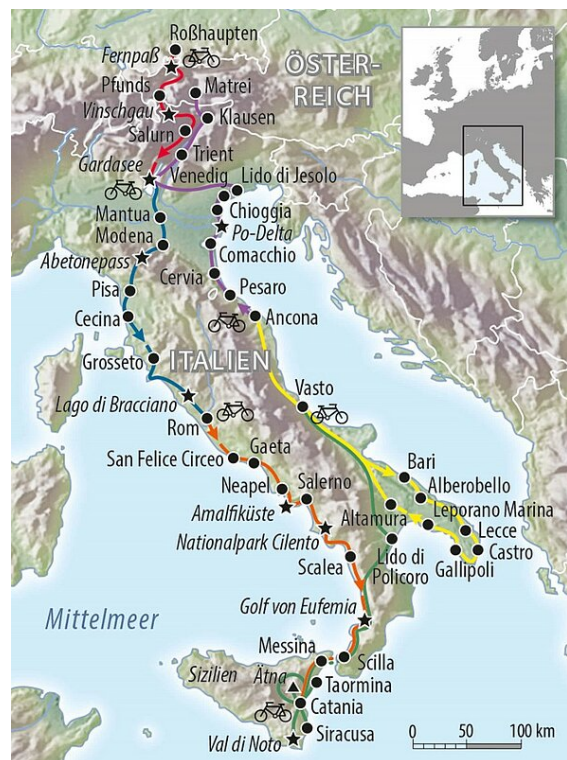 Roßhaupten
Fernpaß
ÖSTER-
REICH
Pfunds
Matrei
Vinschgau
Klausen
Salurn
Trient
Gardasee
Venedig
Lido di Jesolo
Mantua
Chioggia
Modena
Po-Delta
Comacchio
Abetonepass
Cervia
Pisa
Pesaro
Cecina
Ancona
Grosseto
ITALIEN
Lago di Bracciano
Vasto
Rom
Gaeta
San Felice Circeo
Bari
Neapel
Salerno
Alberobello
Amalfiküste
Altamura
Leporano Marina
Nationalpark Cilento
Lecce
Lido di
Policoro
Castro
Scalea
Gallipoli
Golf von Eufemia
Mittelmeer
Messina
Scilla
Sizilien
Ätna
Taormina
Catania
Siracusa
Val di Noto
0 50 100 km